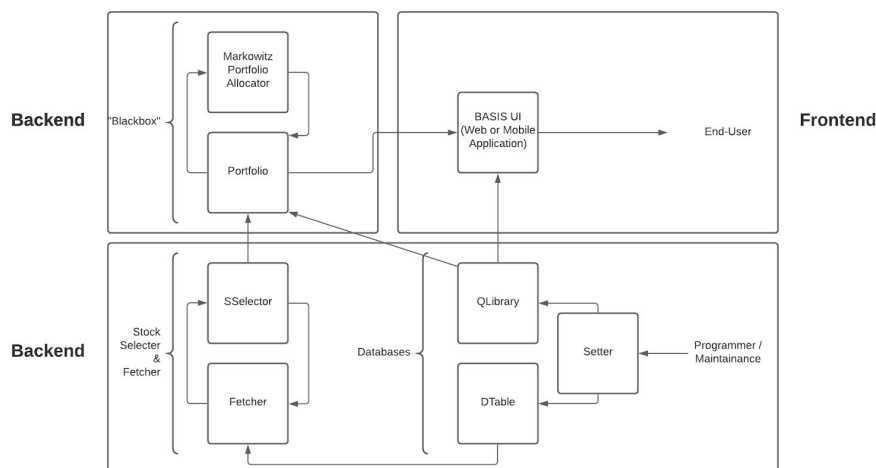 Markowitz
Portfolio
Allocator
Backend
"Blackbox"
Portfolio
BASIS UI
(Web or Mobile
Application)
End-User
Frontend
Backend
Stock
Selecter
&
Fetcher
SSelector
Fetcher
Databases
QLibrary
DTable
Setter
Programmer /
Maintainance